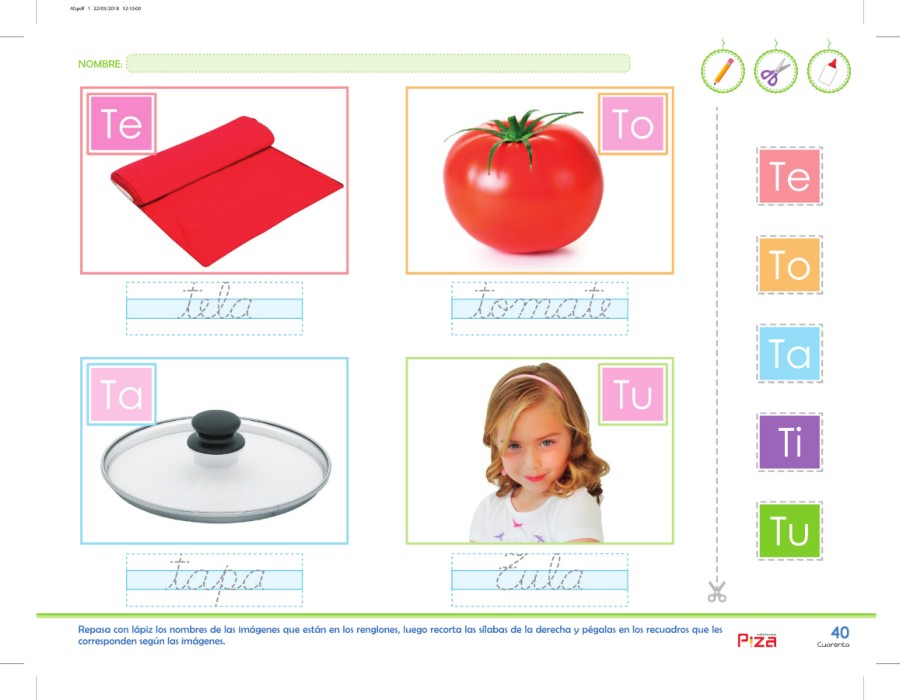 40.pdf 1 22/05/2018 12:10:00
NOMBRE:
Te
To
tela
tomate
Ta
Tu
tapa
Tula
Te
To
Ta
Ti
Tu
Repasa con lápiz los nombres de las imágenes que están en los renglones, luego recorta las sílabas de la derecha y pégalas en los recuadros que les
corresponden según las imágenes.
Piza
40
Cuarenta